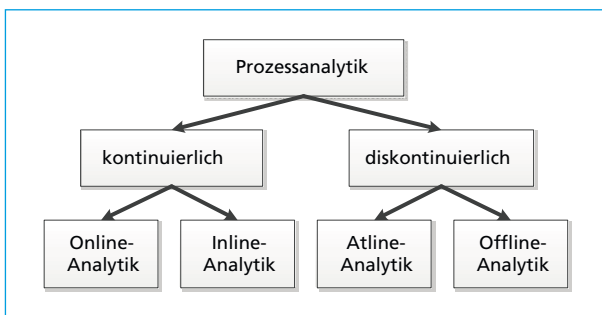 Prozessanalytik
kontinuierlich
diskontinuierlich
Online-
Analytik
Inline-
Analytik
Atline-
Analytik
Offline-
Analytik